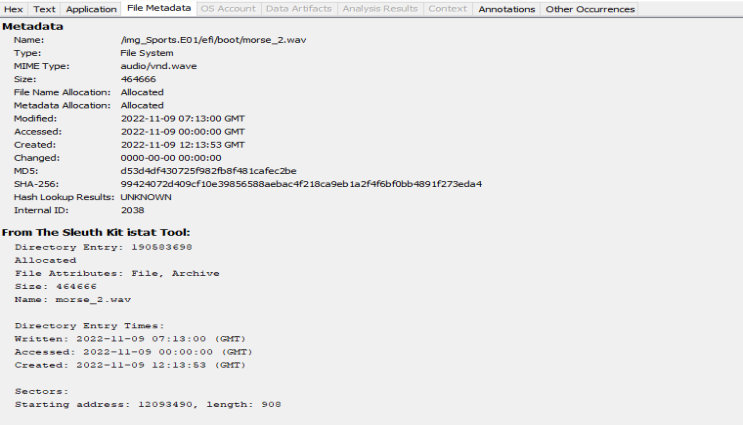 Hex Text Application File Metadata OS Account Data Artifacts Analysis Results Context Annotations Other Occurrences
Metadata
Name: /img_Sports.E01/efi/boot/morse_2.wav
Type: File System
MIME Type: audio/vnd.wave
Size: 464666
File Name Allocation: Allocated
Metadata Allocation: Allocated
Modified: 2022-11-09 07:13:00 GMT
Accessed: 2022-11-09 00:00:00 GMT
Created: 2022-11-09 12:13:53 GMT
Changed: 0000-00-00 00:00:00
MD5: d53d4df430725f982fb8f481cafec2be
SHA-256: 99424072d409cf10e39856588aebac4f218ca9eb1a2f4f6bf0bb4891f273eda4
Hash Lookup Results: UNKNOWN
Internal ID: 2038
From The Sleuth Kit istat Tool:
Directory Entry: 190583698
Allocated
File Attributes: File, Archive
Size: 464666
Name: morse_2.wav
Directory Entry Times:
Written: 2022-11-09 07:13:00 (GMT)
Accessed: 2022-11-09 00:00:00 (GMT)
Created: 2022-11-09 12:13:53 (GMT)
Sectors:
Starting address: 12093490, length: 908